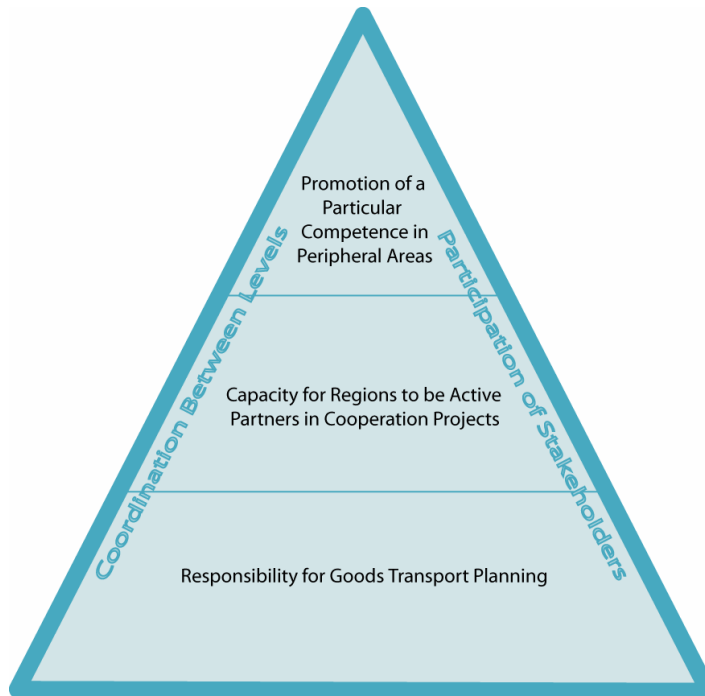 Promotion of a
Particular
Competence in
Peripheral Areas
Coordination Between Levels
Participation of Stakeholders
Capacity for Regions to be Active
Partners in Cooperation Projects
Responsibility for Goods Transport Planning